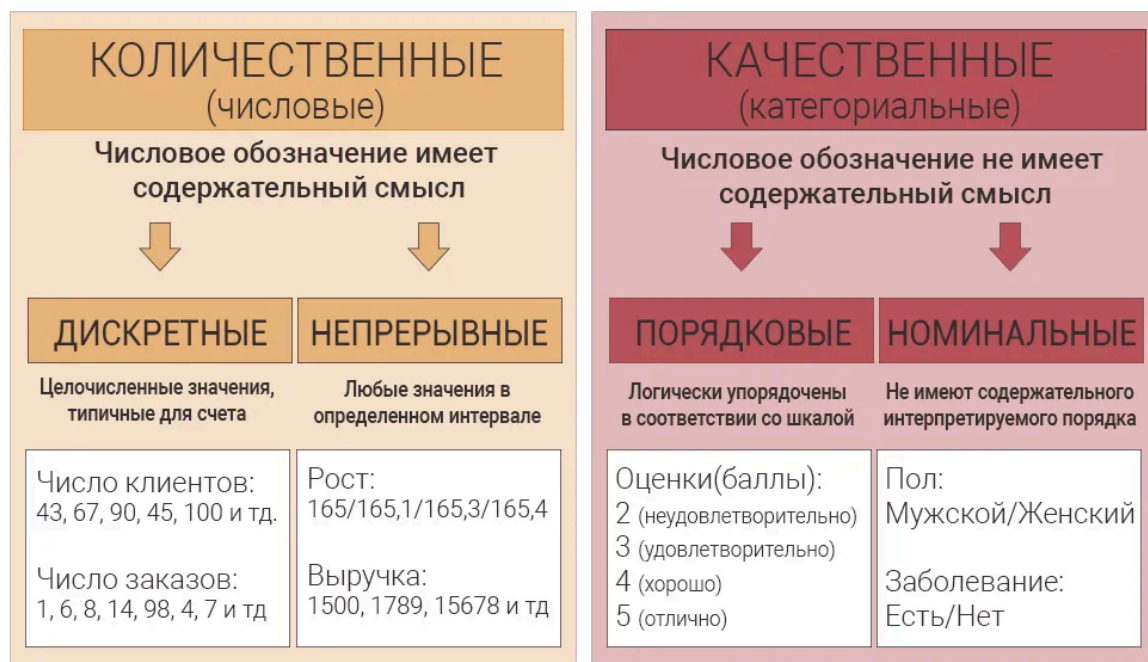 КОЛИЧЕСТВЕННЫЕ
(числовые)
Числовое обозначение имеет
содержательный смысл
ДИСКРЕТНЫЕ
Целочисленные значения,
типичные для счета
Число клиентов:
43, 67, 90, 45, 100 и тд.
Число заказов:
1, 6, 8, 14, 98, 4, 7 и тд
НЕПРЕРЫВНЫЕ
Любые значения в
определенном интервале
Рост:
165/165,1/165,3/165,4
Выручка:
1500, 1789, 15678 и тд
КАЧЕСТВЕННЫЕ
(категориальные)
Числовое обозначение не имеет
содержательный смысл
ПОРЯДКОВЫЕ
Логически упорядочены
в соответствии со шкалой
Оценки(баллы):
2 (неудовлетворительно)
3 (удовлетворительно)
4 (хорошо)
5 (отлично)
НОМИНАЛЬНЫЕ
Не имеют содержательного
интерпретируемого порядка
Пол:
Мужской/Женский
Заболевание:
Есть/Нет